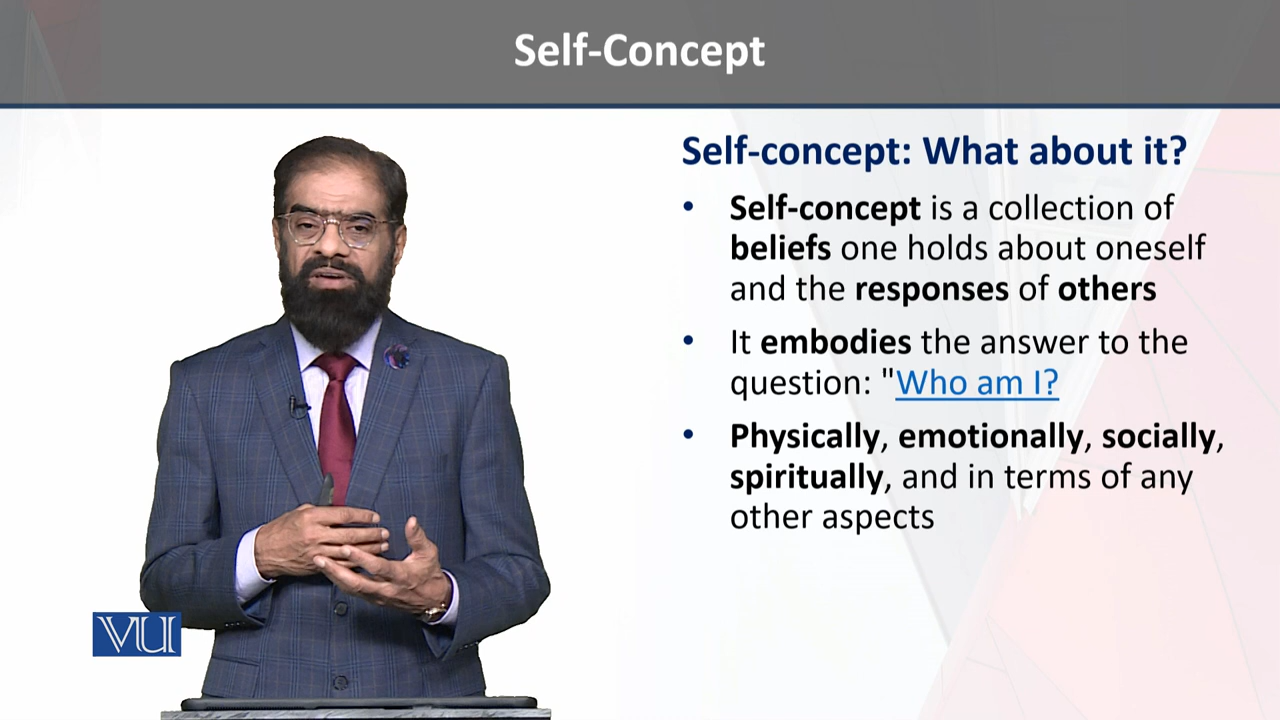 Self-Concept
Self-concept: What about it?
• Self-concept is a collection of
beliefs one holds about oneself
and the responses of others
• It embodies the answer to the
question: "Who am I?
• Physically, emotionally, socially,
spiritually, and in terms of any
other aspects
VU